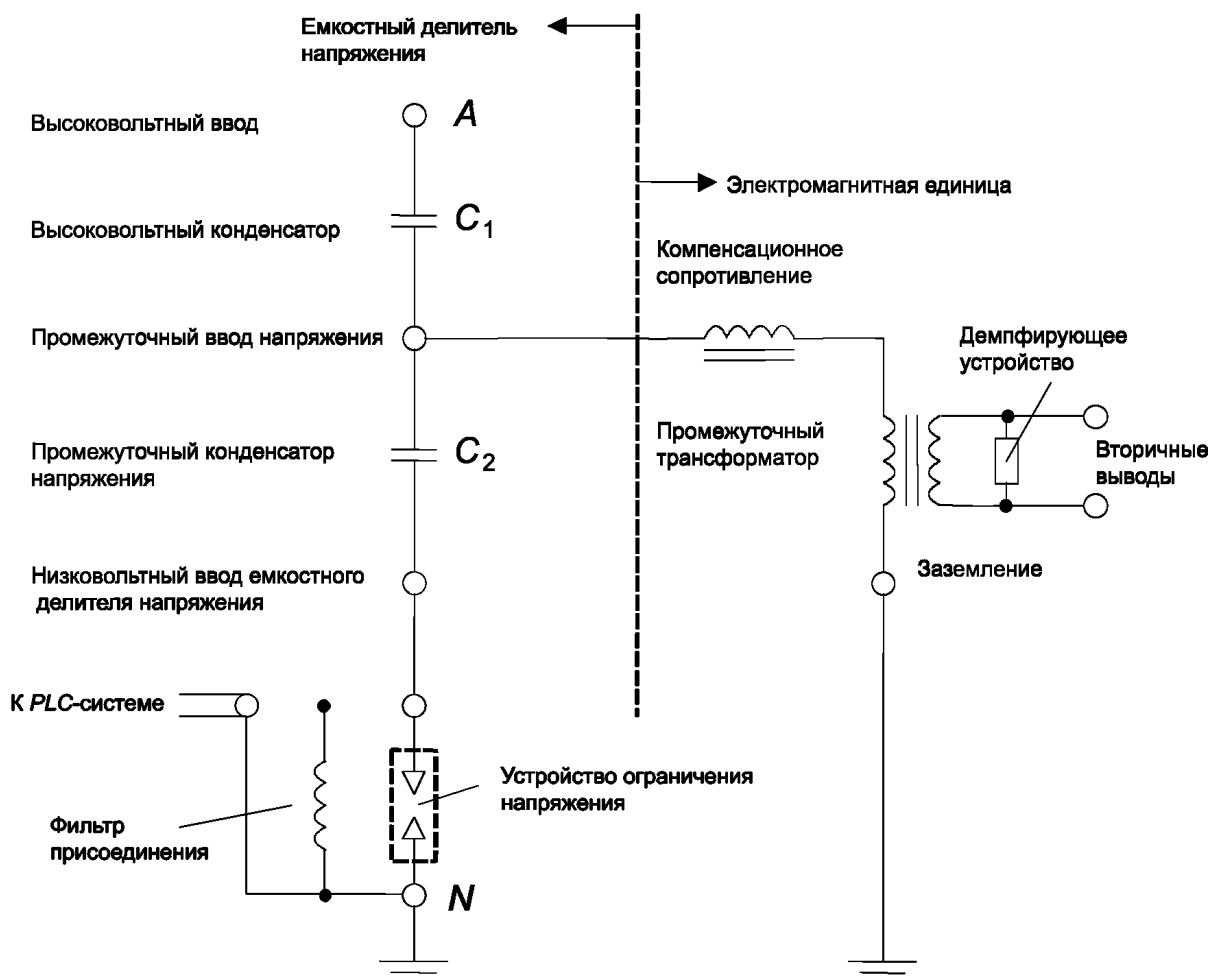 Емкостный делитель
напряжения
Высоковольтный ввод
A
Электромагнитная единица
Высоковольтный конденсатор
C1
Компенсационное
сопротивление
Промежуточный ввод напряжения
Демпфирующее
устройство
Промежуточный конденсатор
напряжения
C2
Промежуточный
трансформатор
Вторичные
выводы
Низковольтный ввод емкостного
делителя напряжения
Заземление
К PLC-системе
Устройство ограничения
напряжения
Фильтр
присоединения
N